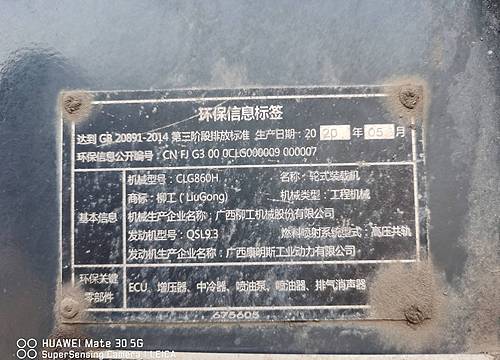 环保信息标签
达到 GB 20891-2014 第三阶段排放标准 生产日期: 20 20 年 05 月
环保信息公开编号: CN FJ G3 00 0CLG000009 000007
机械型号: CLG860H 名称: 轮式装载机
商标: 柳工 ( LiuGong) 机械类型: 工程机械
基本信息 机械生产企业名称: 广西柳工机械股份有限公司
发动机型号: QSL9.3 燃料喷射系统型式: 高压共轨
发动机生产企业名称: 广西康明斯工业动力有限公司
环保关键
零部件
ECU、增压器、中冷器、喷油泵、喷油器、排气消声器
675605
HUAWEI Mate 30 5G
SuperSensing Camera | LEICA